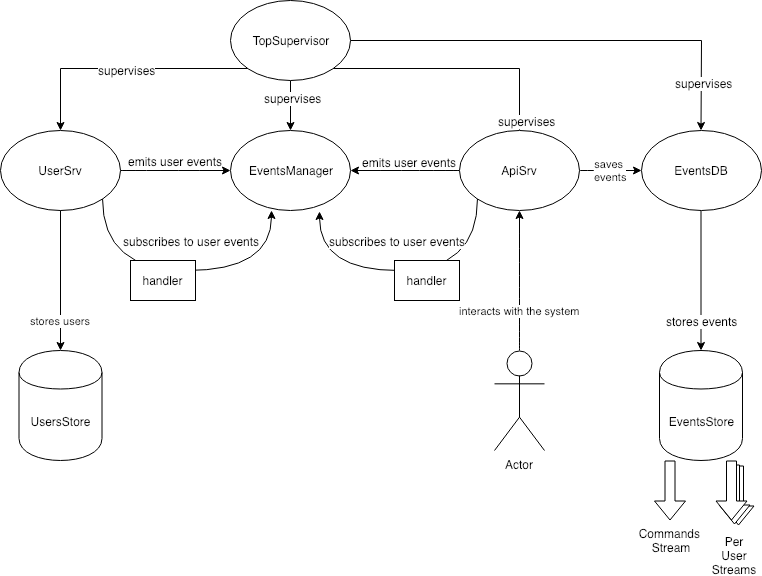 TopSupervisor
supervises
supervises
supervises
supervises
UserSrv
emits user events
EventsManager
emits user events
ApiSrv
saves
events
EventsDB
subscribes to user events
subscribes to user events
handler
handler
stores users
interacts with the system
stores events
UsersStore
EventsStore
Actor
Commands
Stream
Per
User
Streams